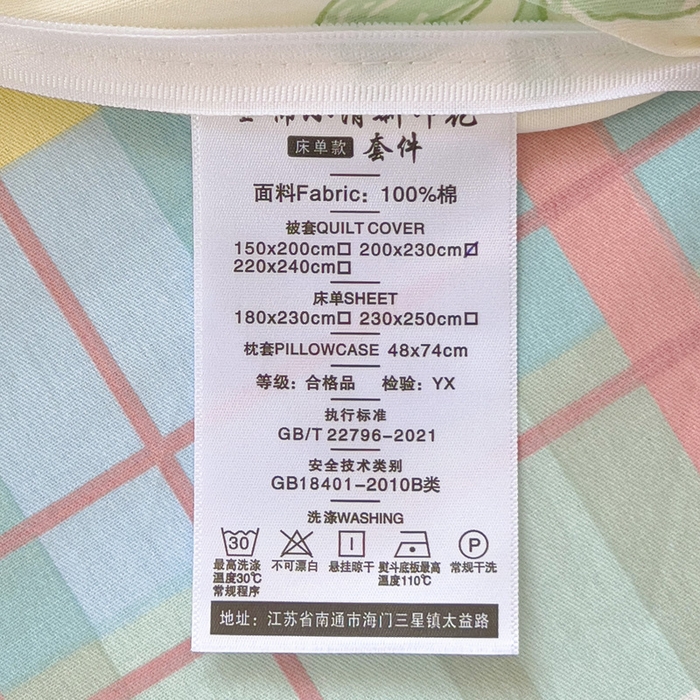 床单款 套件
面料Fabric：100%棉
被套QUILT COVER
150x200cm□ 200x230cm☑
220x240cm□
床单SHEET
180x230cm□ 230x250cm□
枕套PILLOWCASE 48x74cm
等级：合格品 检验：YX
执行标准
GB/T 22796-2021
安全技术类别
GB18401-2010B类
洗涤WASHING
30 P
最高洗涤
温度30℃
常规程序
不可漂白
悬挂晾干
熨斗底板最高
温度110℃
常规干洗
地址：江苏省南通市海门三星镇太益路